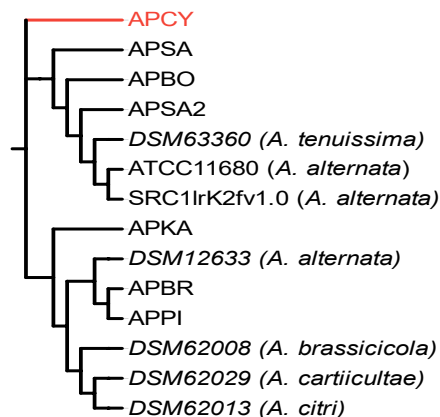 APCY
APSA
APBO
APSA2
DSM63360 (A. tenuissima)
ATCC11680 (A. alternata)
SRC1lrK2fv1.0 (A. alternata)
APKA
DSM12633 (A. alternata)
APBR
APPI
DSM62008 (A. brassicicola)
DSM62029 (A. cartiicultae)
DSM62013 (A. citri)